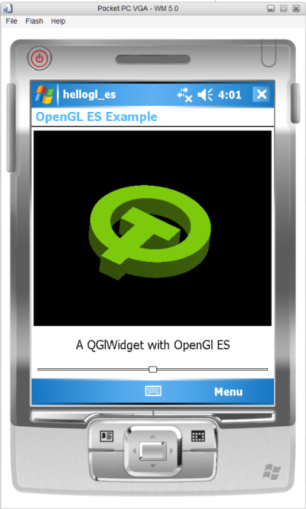 Pocket PC VGA - WM 5.0
File Flash Help
hellogl_es 4:01
OpenGL ES Example
A QGlWidget with OpenGl ES
Menu